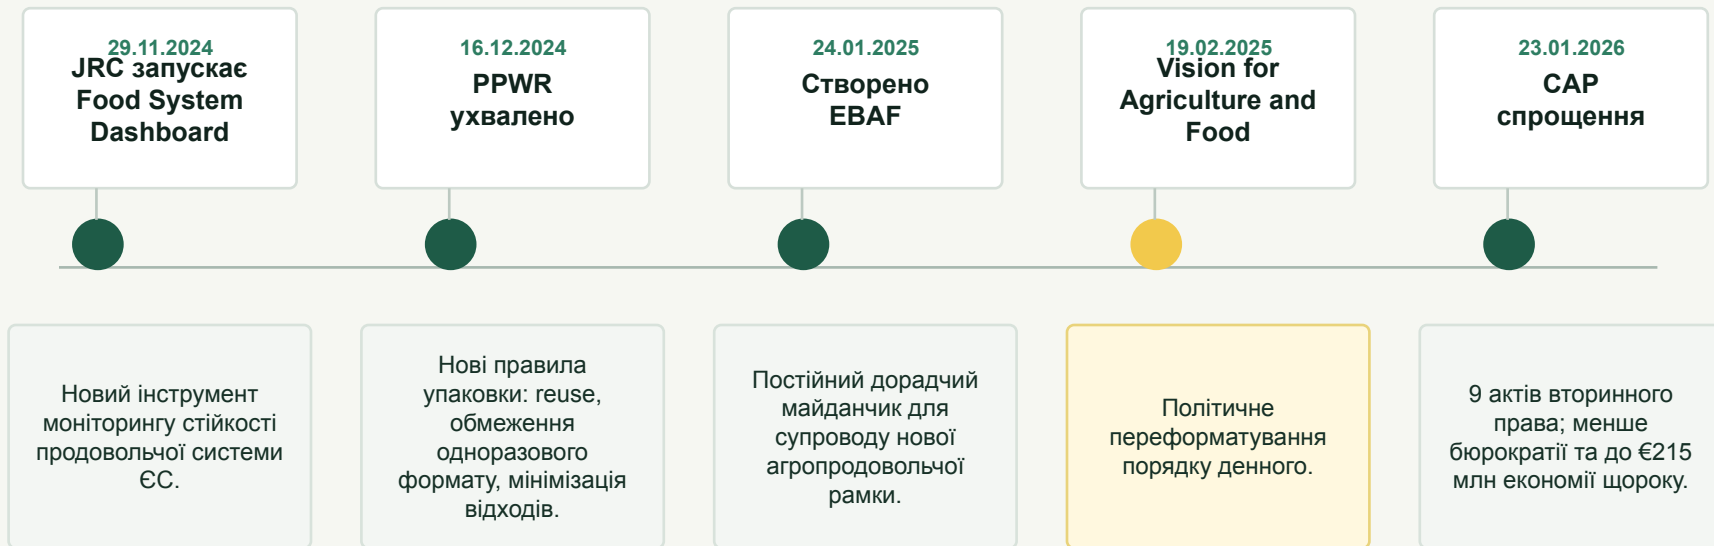 29.11.2024
JRC запускає
Food System
Dashboard
16.12.2024
PPWR
ухвалено
24.01.2025
Створено
EBAF
19.02.2025
Vision for
Agriculture and
Food
23.01.2026
CAP
спрощення
Новий інструмент
моніторингу стійкості
продовольчої системи
ЄС.
Нові правила
упаковки: reuse,
обмеження
одноразового
формату, мінімізація
відходів.
Постійний дорадчий
майданчик для
супроводу нової
агропродовольчої
рамки.
Політичне
переформатування
порядку денного.
9 актів вторинного
права; менше
бюрократії та до €215
млн економії щороку.